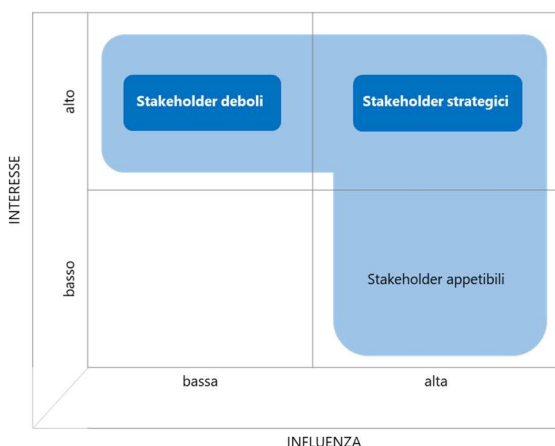 INTERESSE
alto
Stakeholder deboli
Stakeholder strategici
basso
Stakeholder appetibili
bassa
alta
INFLUENZA